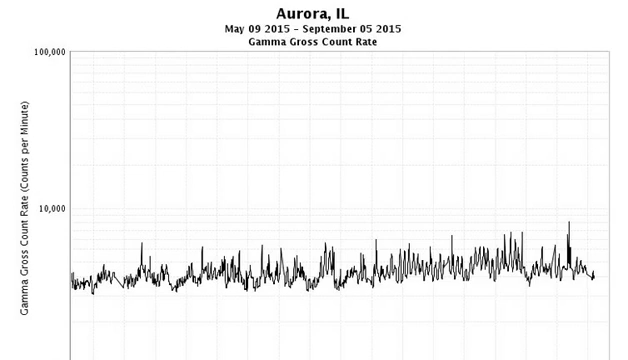 Aurora, IL
May 09 2015 - September 05 2015
Gamma Gross Count Rate
100,000
10,000
Gamma Gross Count Rate (Counts per Minute)